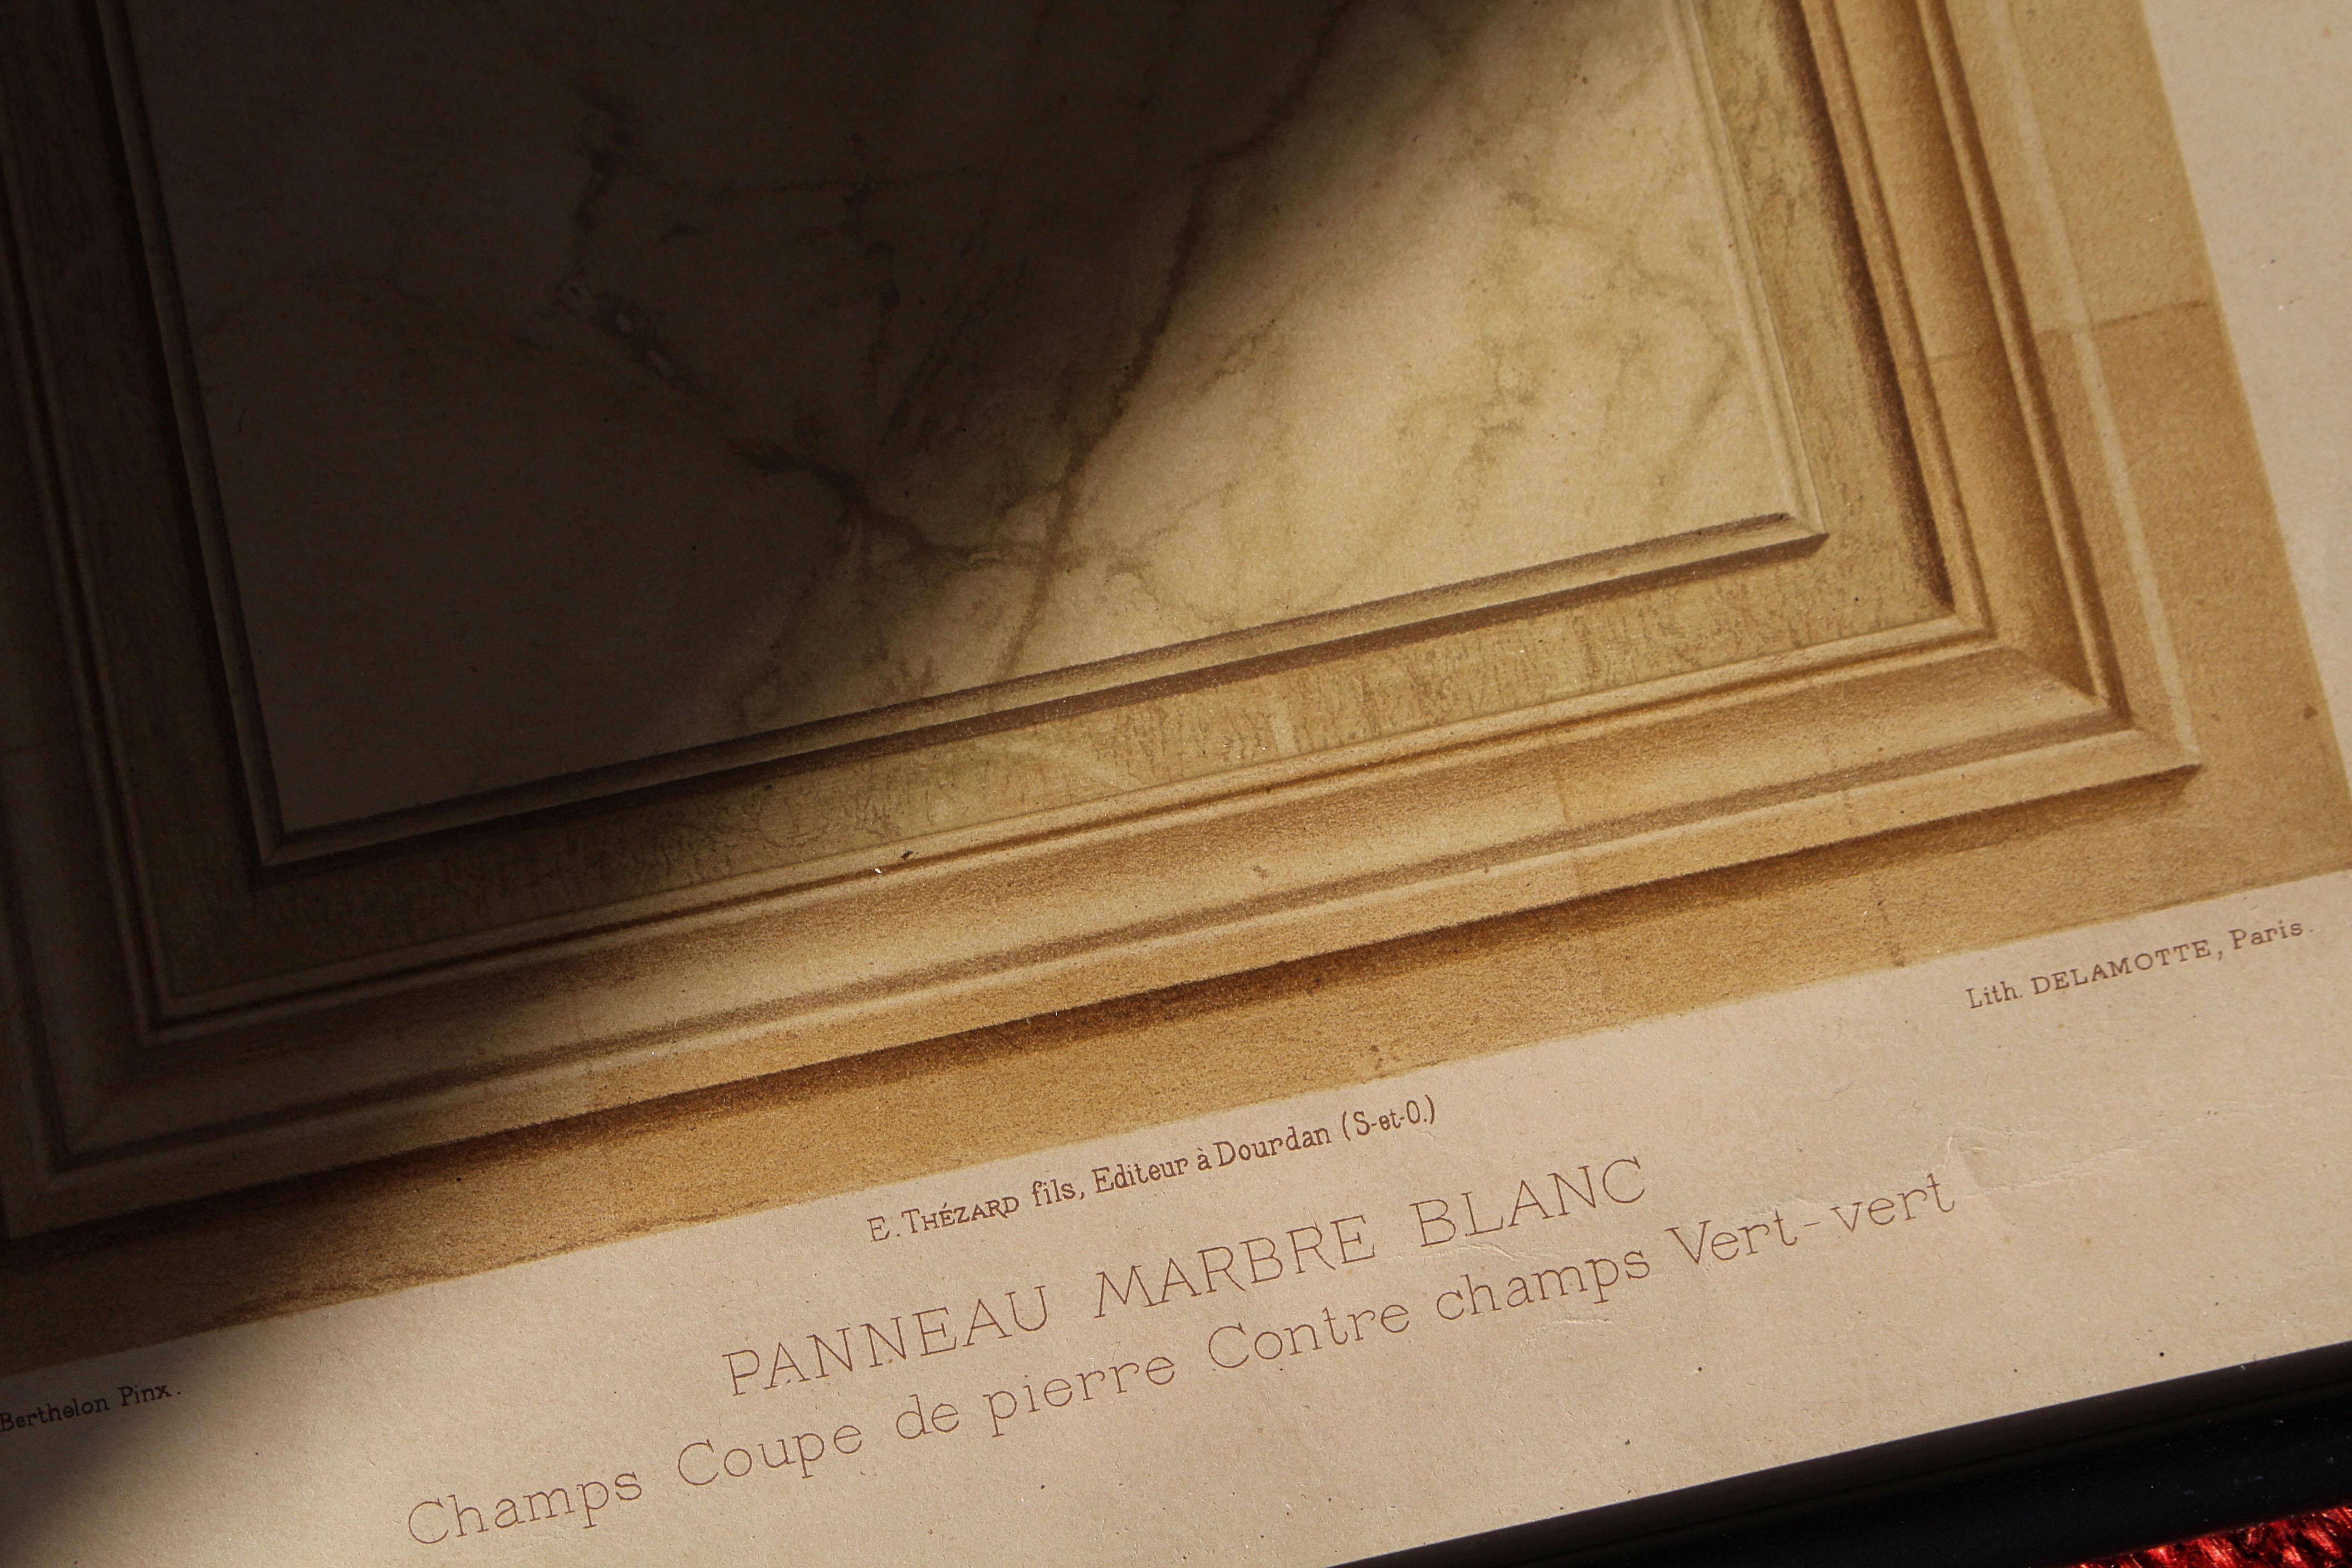 Berthelon Pinx.
E. THÉZARD fils, Editeur à Dourdan (S-et-O.)
Lith. DELAMOTTE, Paris.
PANNEAU MARBRE BLANC
Champs Coupe de pierre Contre champs Vert-vert